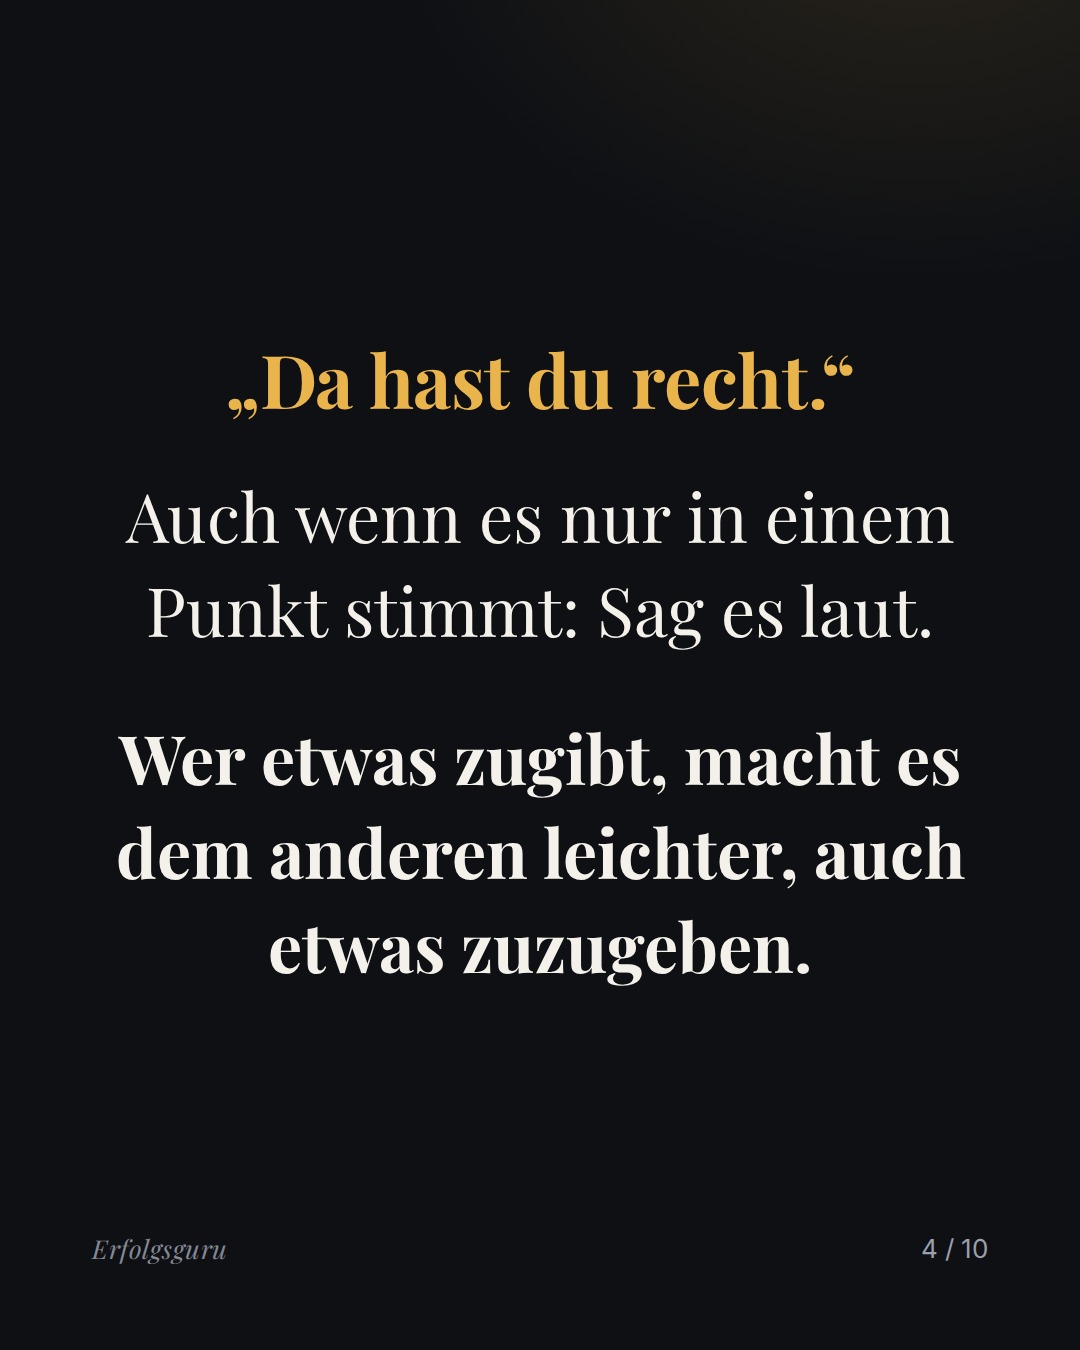 „Da hast du recht.“
Auch wenn es nur in einem
Punkt stimmt: Sag es laut.
Wer etwas zugibt, macht es
dem anderen leichter, auch
etwas zuzugeben.
Erfolgsguru
4 / 10